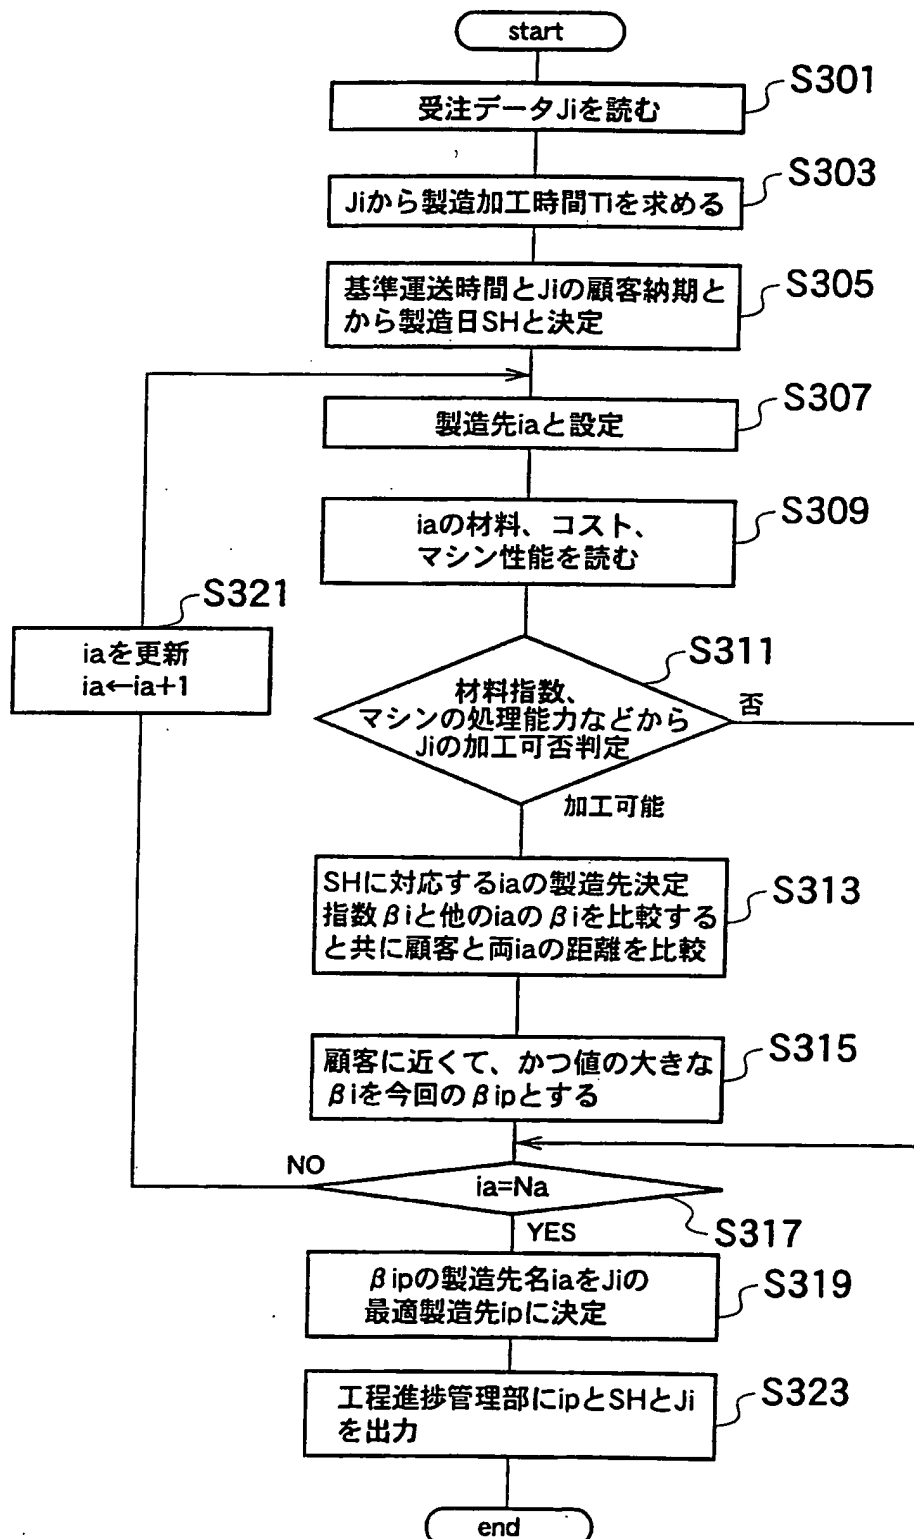 start
S301
受注データJiを読む
S303
Jiから製造加工時間Tiを求める
S305
基準運送時間とJiの顧客納期と
から製造日SHと決定
S307
製造先iaと設定
S309
iaの材料、コスト、
マシン性能を読む
S321
iaを更新
ia←ia+1
S311
材料指数、
マシンの処理能力などから
Jiの加工可否判定
否
加工可能
S313
SHに対応するiaの製造先決定
指数βiと他のiaのβiを比較する
と共に顧客と両iaの距離を比較
S315
顧客に近くて、かつ値の大きな
βiを今回のβipとする
NO
ia=Na
S317
YES
S319
βipの製造先名iaをJiの
最適製造先ipに決定
S323
工程進捗管理部にipとSHとJi
を出力
end